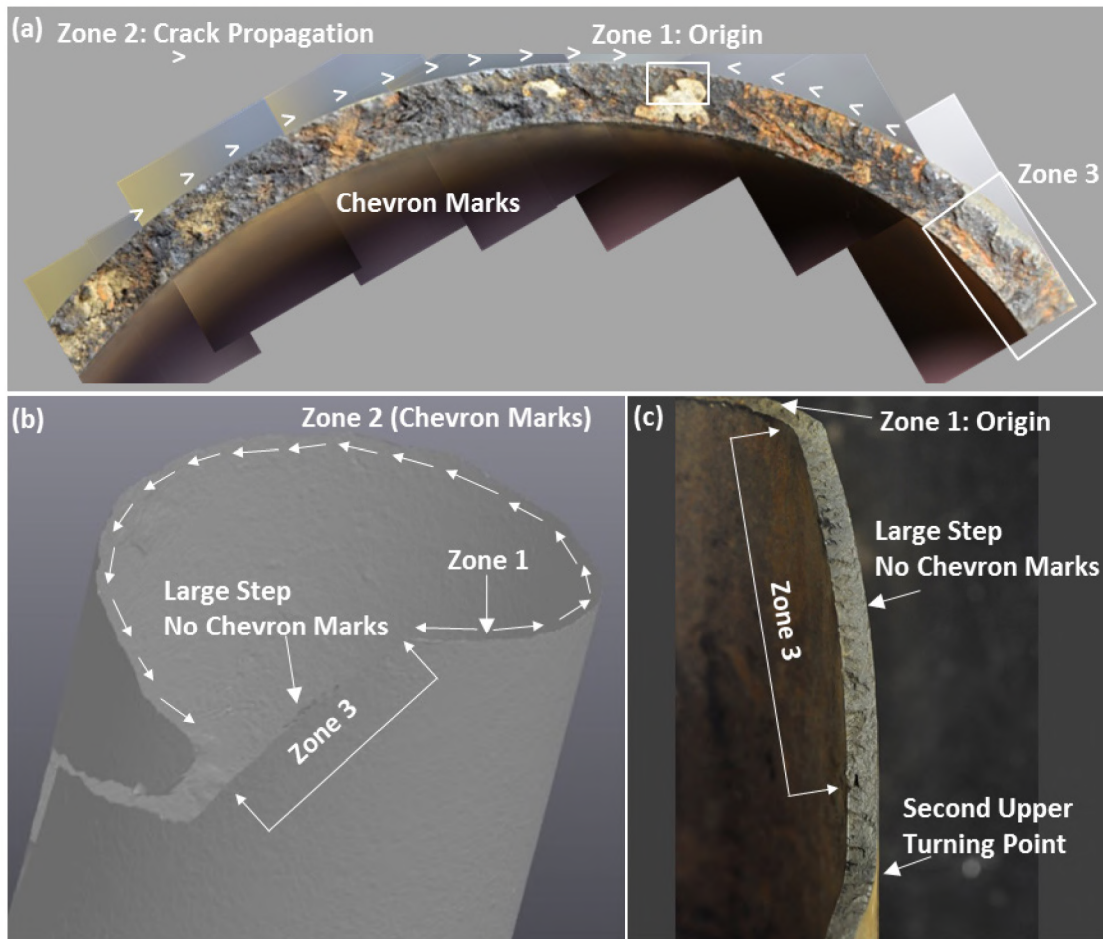 (a) Zone 2: Crack Propagation
Zone 1: Origin
Zone 3
Chevron Marks
(b)
Zone 2 (Chevron Marks)
Zone 1
Large Step
No Chevron Marks
Zone 3
(c)
Zone 1: Origin
Large Step
No Chevron Marks
Zone 3
Second Upper
Turning Point